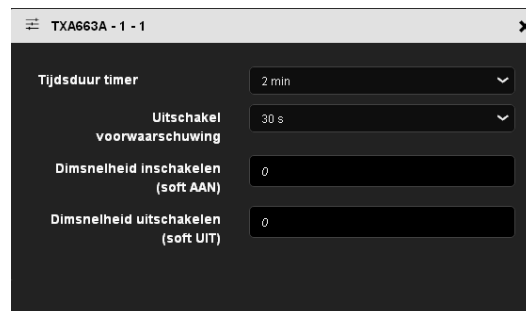 TXA663A - 1 - 1
Tijdsduur timer
2 min
Uitschakel
voorwaarschuwing
30 s
Dimsnelheid inschakelen
(soft AAN)
0
Dimsnelheid uitschakelen
(soft UIT)
0